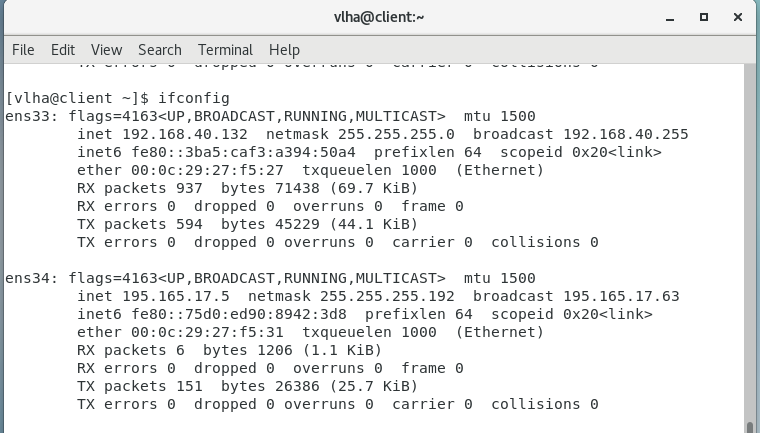 vlha@client:~
File Edit View Search Terminal Help
TX errors 0 dropped 0 overruns 0 carrier 0 collisions 0
[vlha@client ~]$ ifconfig
ens33: flags=4163<UP,BROADCAST,RUNNING,MULTICAST> mtu 1500
inet 192.168.40.132 netmask 255.255.255.0 broadcast 192.168.40.255
inet6 fe80::3ba5:caf3:a394:50a4 prefixlen 64 scopeid 0x20<link>
ether 00:0c:29:27:f5:27 txqueuelen 1000 (Ethernet)
RX packets 937 bytes 71438 (69.7 KiB)
RX errors 0 dropped 0 overruns 0 frame 0
TX packets 594 bytes 45229 (44.1 KiB)
TX errors 0 dropped 0 overruns 0 carrier 0 collisions 0
ens34: flags=4163<UP,BROADCAST,RUNNING,MULTICAST> mtu 1500
inet 195.165.17.5 netmask 255.255.255.192 broadcast 195.165.17.63
inet6 fe80::75d0:ed90:8942:3d8 prefixlen 64 scopeid 0x20<link>
ether 00:0c:29:27:f5:31 txqueuelen 1000 (Ethernet)
RX packets 6 bytes 1206 (1.1 KiB)
RX errors 0 dropped 0 overruns 0 frame 0
TX packets 151 bytes 26386 (25.7 KiB)
TX errors 0 dropped 0 overruns 0 carrier 0 collisions 0